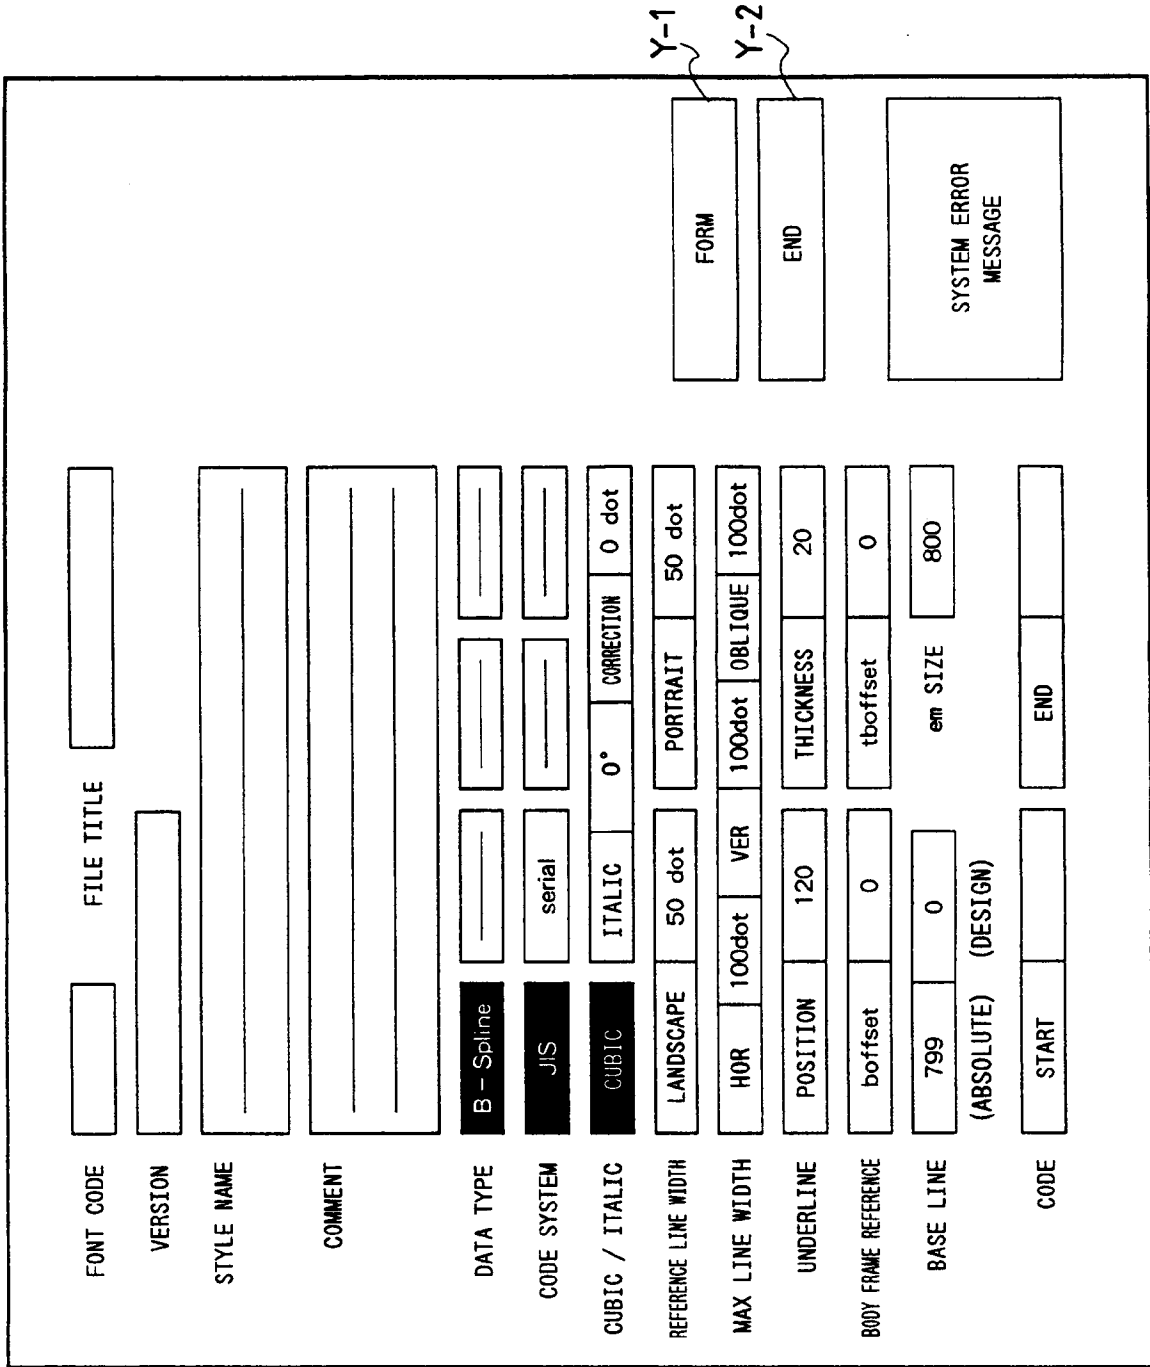 FONT CODE FILE TITLE
VERSION
STYLE NAME
COMMENT
DATA TYPE B-Spline
CODE SYSTEM JIS serial
CUBIC / ITALIC CUBIC ITALIC 0° CORRECTION 0 dot
REFERENCE LINE WIDTH LANDSCAPE 50 dot PORTRAIT 50 dot
MAX LINE WIDTH HOR 100dot VER 100dot OBLIQUE 100dot
UNDERLINE POSITION 120 THICKNESS 20
BODY FRAME REFERENCE boffset 0 tboffset 0
BASE LINE 799 0 em SIZE 800
(ABSOLUTE) (DESIGN)
CODE START END
FORM
Y-1
END
Y-2
SYSTEM ERROR
MESSAGE